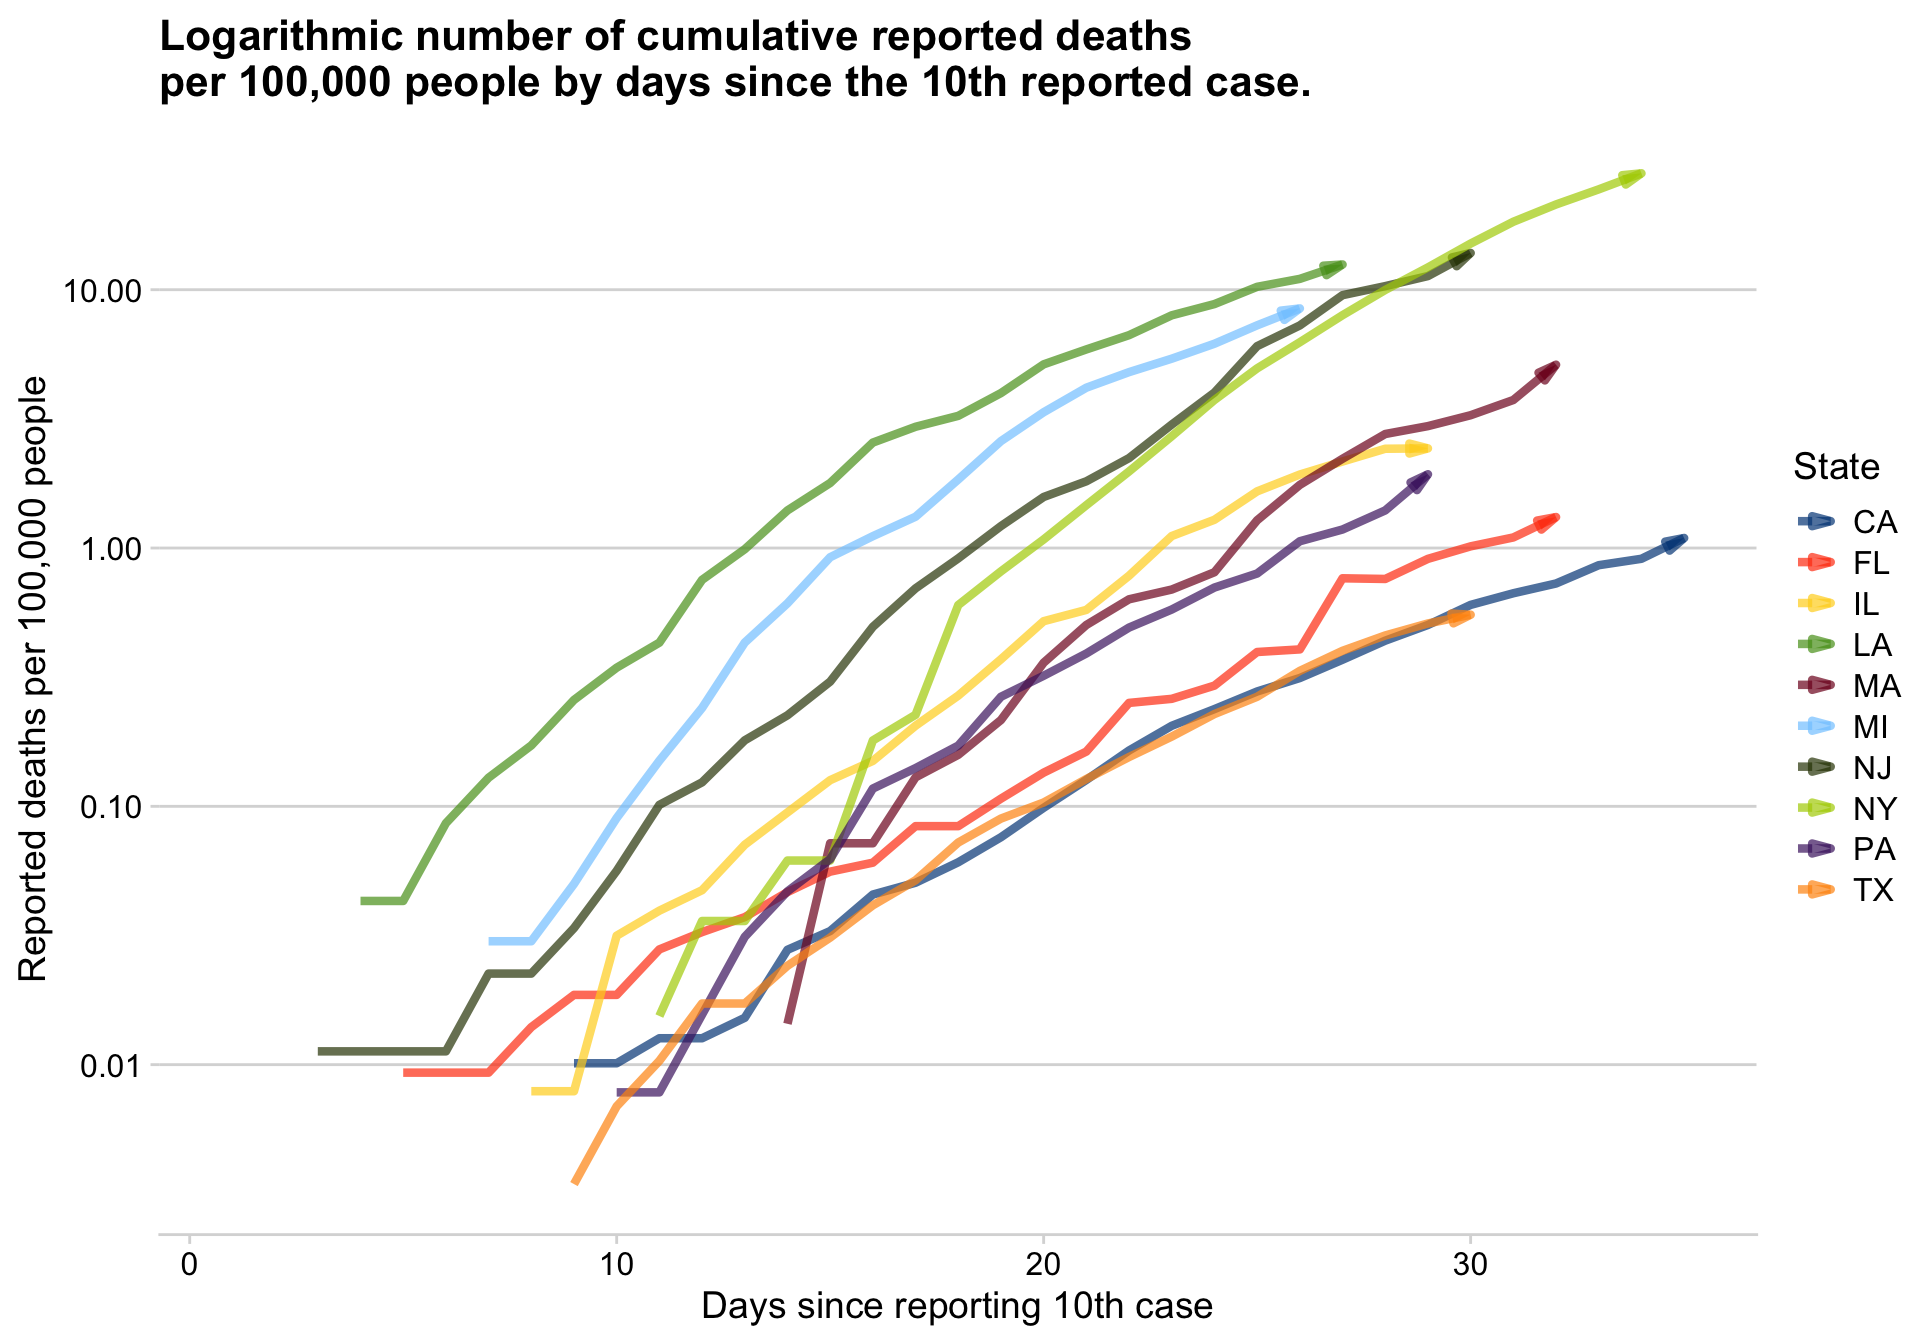 Logarithmic number of cumulative reported deaths
per 100,000 people by days since the 10th reported case.
Reported deaths per 100,000 people
10.00
1.00
0.10
0.01
0
10
20
30
Days since reporting 10th case
State
CA
FL
IL
LA
MA
MI
NJ
NY
PA
TX